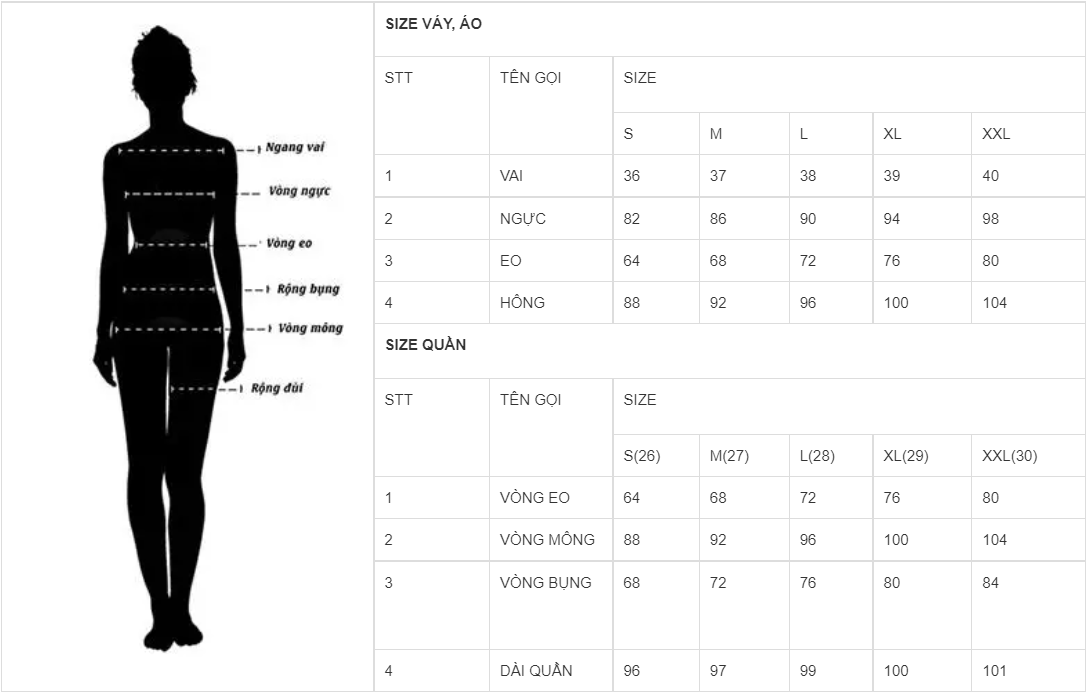 Ngang vai
Vòng ngực
Vòng eo
Rộng bụng
Vòng mông
Rộng đùi
SIZE VÁY, ÁO
STT TÊN GỌI SIZE
S M L XL XXL
1 VAI 36 37 38 39 40
2 NGỰC 82 86 90 94 98
3 EO 64 68 72 76 80
4 HÔNG 88 92 96 100 104
SIZE QUẦN
STT TÊN GỌI SIZE
S(26) M(27) L(28) XL(29) XXL(30)
1 VÒNG EO 64 68 72 76 80
2 VÒNG MÔNG 88 92 96 100 104
3 VÒNG BỤNG 68 72 76 80 84
4 DÀI QUẦN 96 97 99 100 101